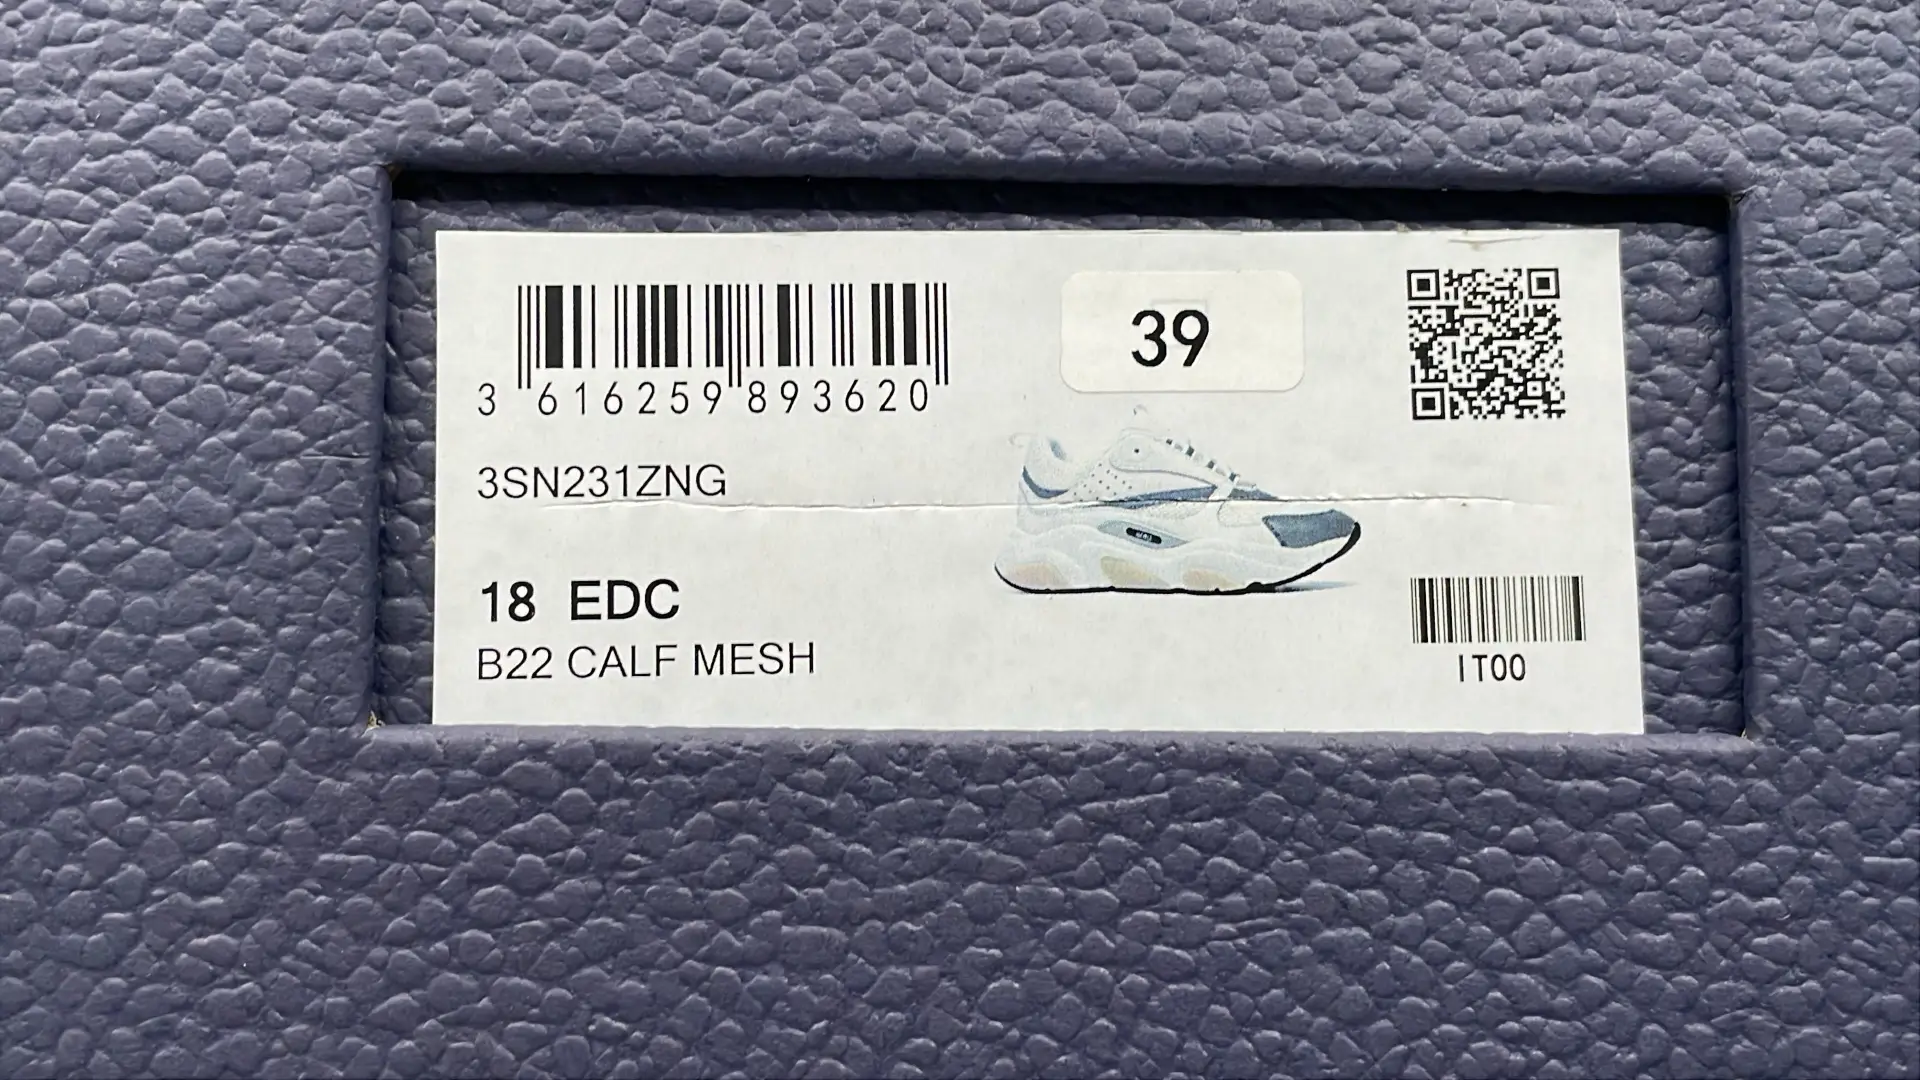 3 616259 893620
39
3SN231ZNG
18 EDC
B22 CALF MESH
IT00